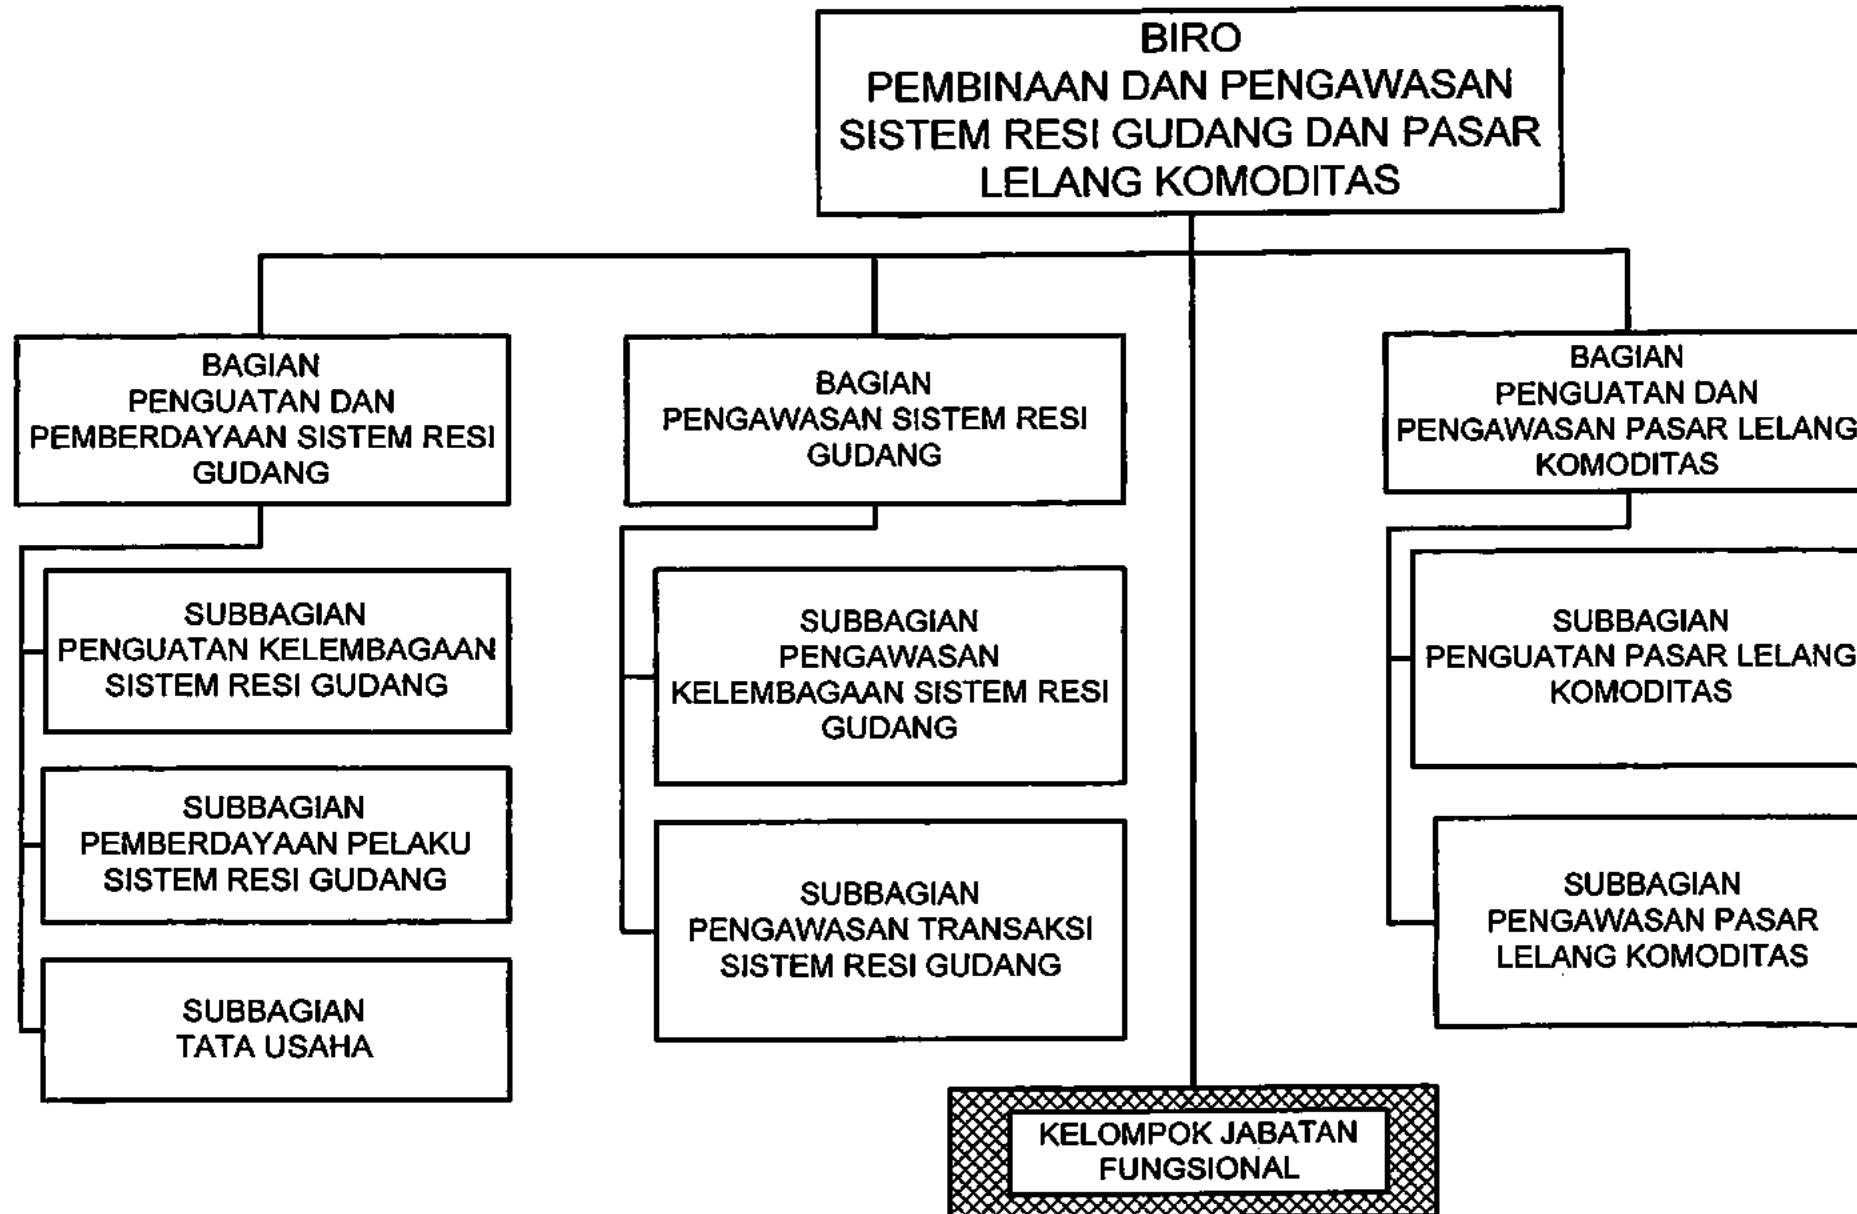 BIRO
PEMBINAAN DAN PENGAWASAN
SISTEM RESI GUDANG DAN PASAR
LELANG KOMODITAS
BAGIAN
PENGUATAN DAN
PEMBERDAYAAN SISTEM RESI
GUDANG
BAGIAN
PENGAWASAN SISTEM RESI
GUDANG
BAGIAN
PENGUATAN DAN
PENGAWASAN PASAR LELANG
KOMODITAS
SUBBAGIAN
PENGUATAN KELEMBAGAAN
SISTEM RESI GUDANG
SUBBAGIAN
PEMBERDAYAAN PELAKU
SISTEM RESI GUDANG
SUBBAGIAN
TATA USAHA
SUBBAGIAN
PENGAWASAN
KELEMBAGAAN SISTEM RESI
GUDANG
SUBBAGIAN
PENGAWASAN TRANSAKSI
SISTEM RESI GUDANG
SUBBAGIAN
PENGUATAN PASAR LELANG
KOMODITAS
SUBBAGIAN
PENGAWASAN PASAR
LELANG KOMODITAS
KELOMPOK JABATAN
FUNGSIONAL